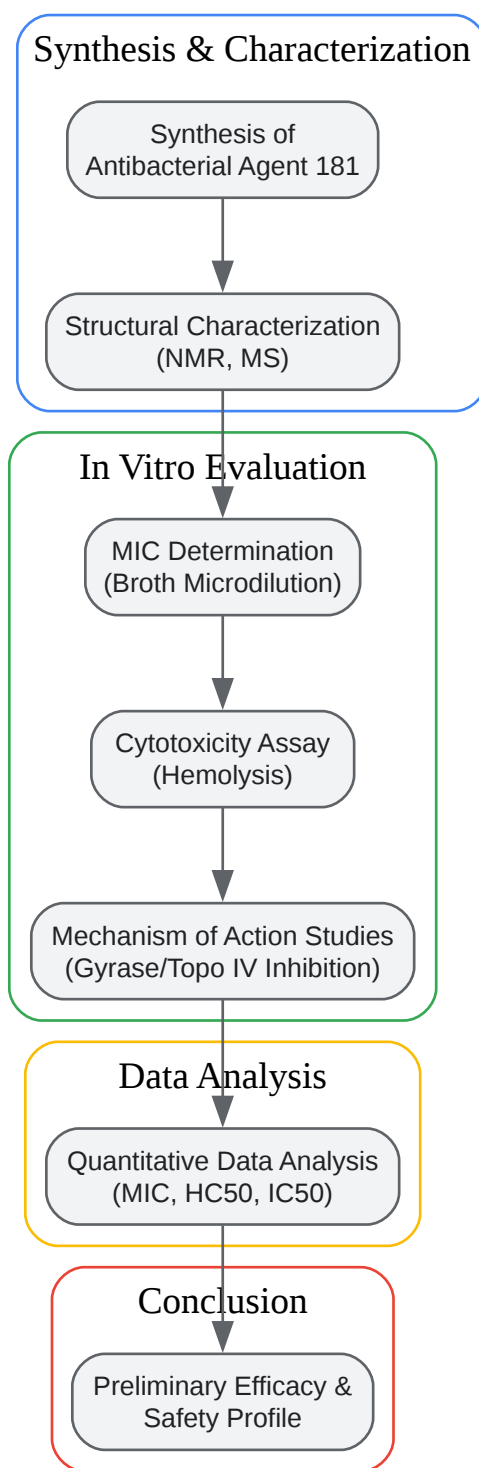 Synthesis & Characterization
Synthesis of
Antibacterial Agent 181
Structural Characterization
(NMR, MS)
In Vitro Evaluation
MIC Determination
(Broth Microdilution)
Cytotoxicity Assay
(Hemolysis)
Mechanism of Action Studies
(Gyrase/Topo IV Inhibition)
Data Analysis
Quantitative Data Analysis
(MIC, HC50, IC50)
Conclusion
Preliminary Efficacy &
Safety Profile